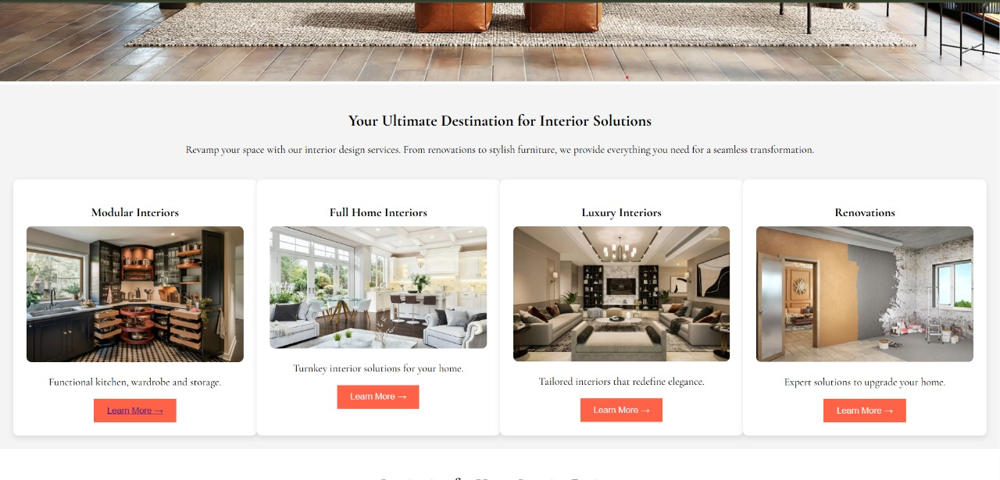 Your Ultimate Destination for Interior Solutions
Revamp your space with our interior design services. From renovations to stylish furniture, we provide everything you need for a seamless transformation.
Modular Interiors
Functional kitchen, wardrobe and storage.
Learn More →
Full Home Interiors
Turnkey interior solutions for your home.
Learn More →
Luxury Interiors
Tailored interiors that redefine elegance.
Learn More →
Renovations
Expert solutions to upgrade your home.
Learn More →